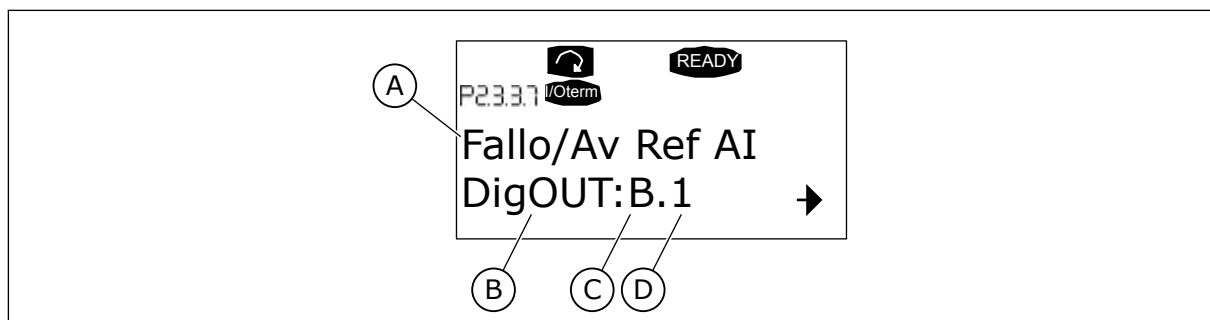 READY
P2.3.3.7 I/Oterm
A
Fallo/Av Ref AI
DigOUT:B.1
B C D